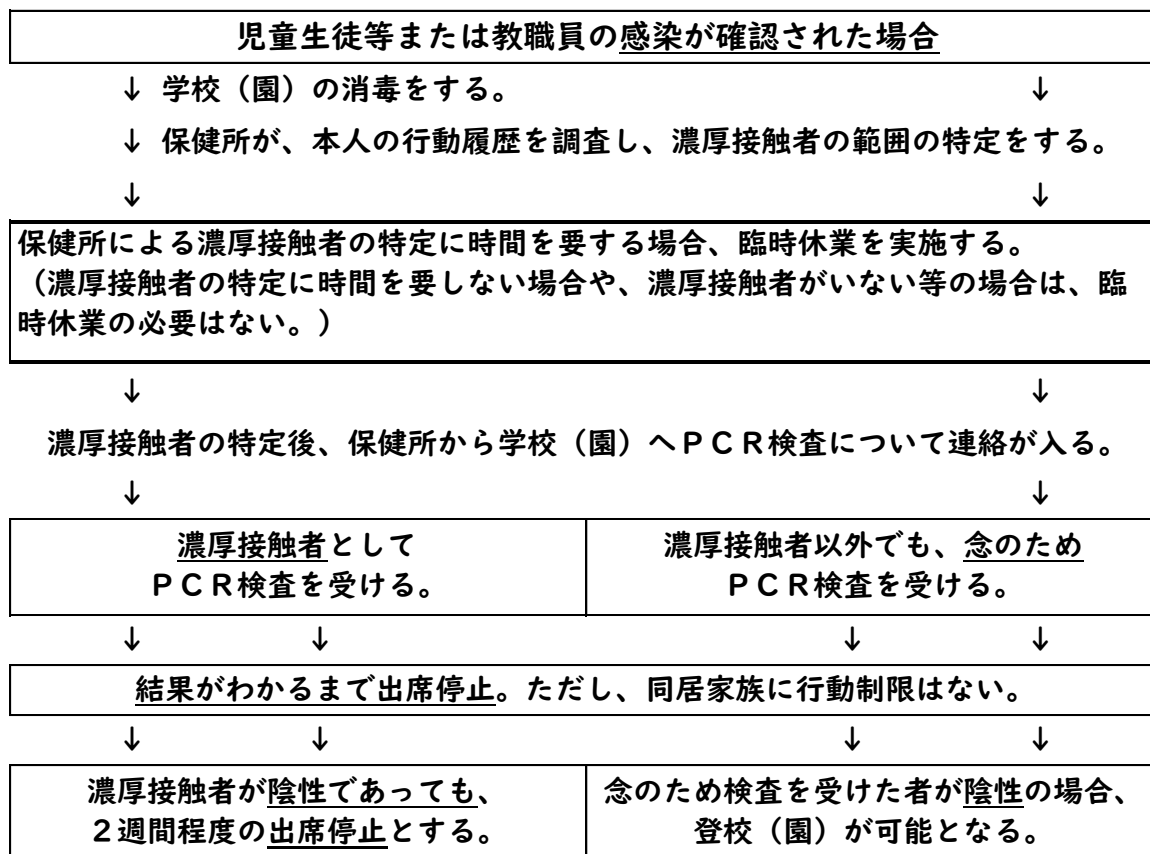 児童生徒等または教職員の感染が確認された場合
↓ 学校（園）の消毒をする。 ↓
↓ 保健所が、本人の行動履歴を調査し、濃厚接触者の範囲の特定をする。
↓ ↓
保健所による濃厚接触者の特定に時間を要する場合、臨時休業を実施する。
（濃厚接触者の特定に時間を要しない場合や、濃厚接触者がいない等の場合は、臨
時休業の必要はない。）
↓ ↓
濃厚接触者の特定後、保健所から学校（園）へＰＣＲ検査について連絡が入る。
↓ ↓
濃厚接触者として
ＰＣＲ検査を受ける。
濃厚接触者以外でも、念のため
ＰＣＲ検査を受ける。
↓ ↓ ↓ ↓
結果がわかるまで出席停止。ただし、同居家族に行動制限はない。
↓ ↓ ↓ ↓
濃厚接触者が陰性であっても、
２週間程度の出席停止とする。
念のため検査を受けた者が陰性の場合、
登校（園）が可能となる。